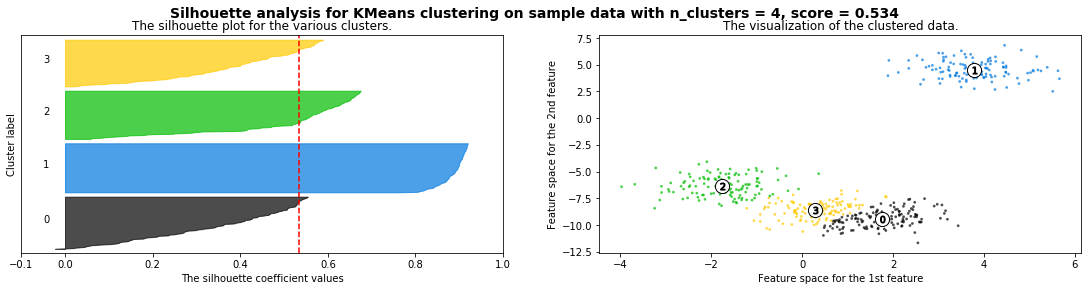 Silhouette analysis for KMeans clustering on sample data with n_clusters = 4, score = 0.534
The silhouette plot for the various clusters.
3
2
1
0
Cluster label
−0.1 0.0 0.2 0.4 0.6 0.8 1.0
The silhouette coefficient values
The visualization of the clustered data.
7.5
5.0
2.5
0.0
−2.5
−5.0
−7.5
−10.0
−12.5
Feature space for the 2nd feature
1
2
3
0
−4 −2 0 2 4 6
Feature space for the 1st feature